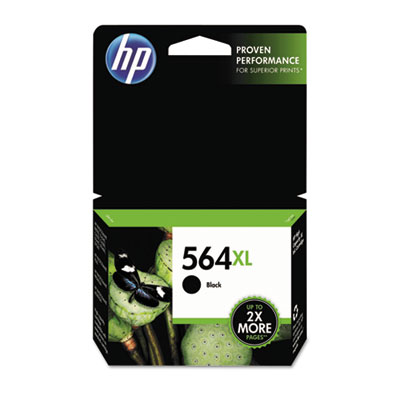 hp
PROVEN
PERFORMANCE
FOR SUPERIOR PRINTS*
564XL
Black
UP TO
2X
MORE
PAGES**